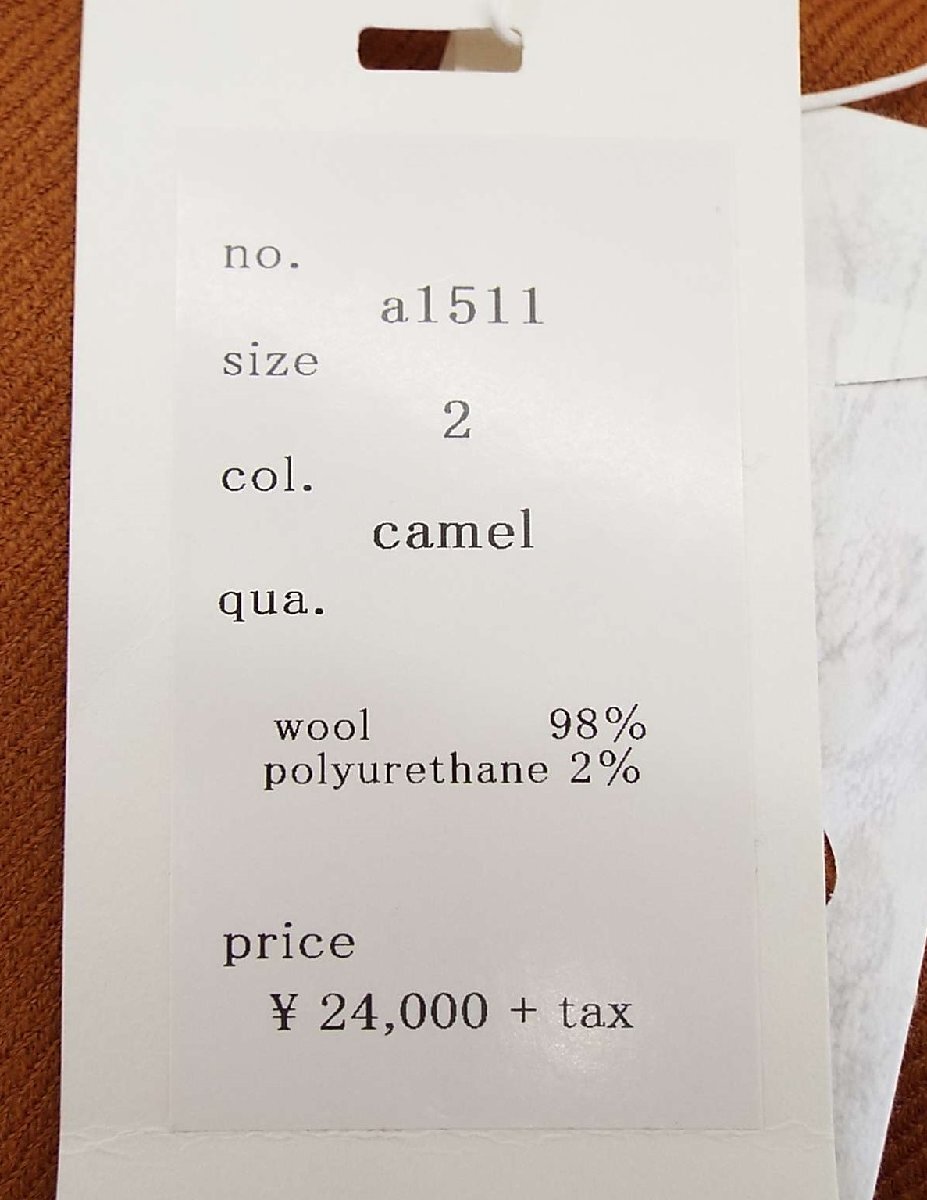 no.
a1511
size
2
col.
camel
qua.
wool 98%
polyurethane 2%
price
¥ 24,000 + tax